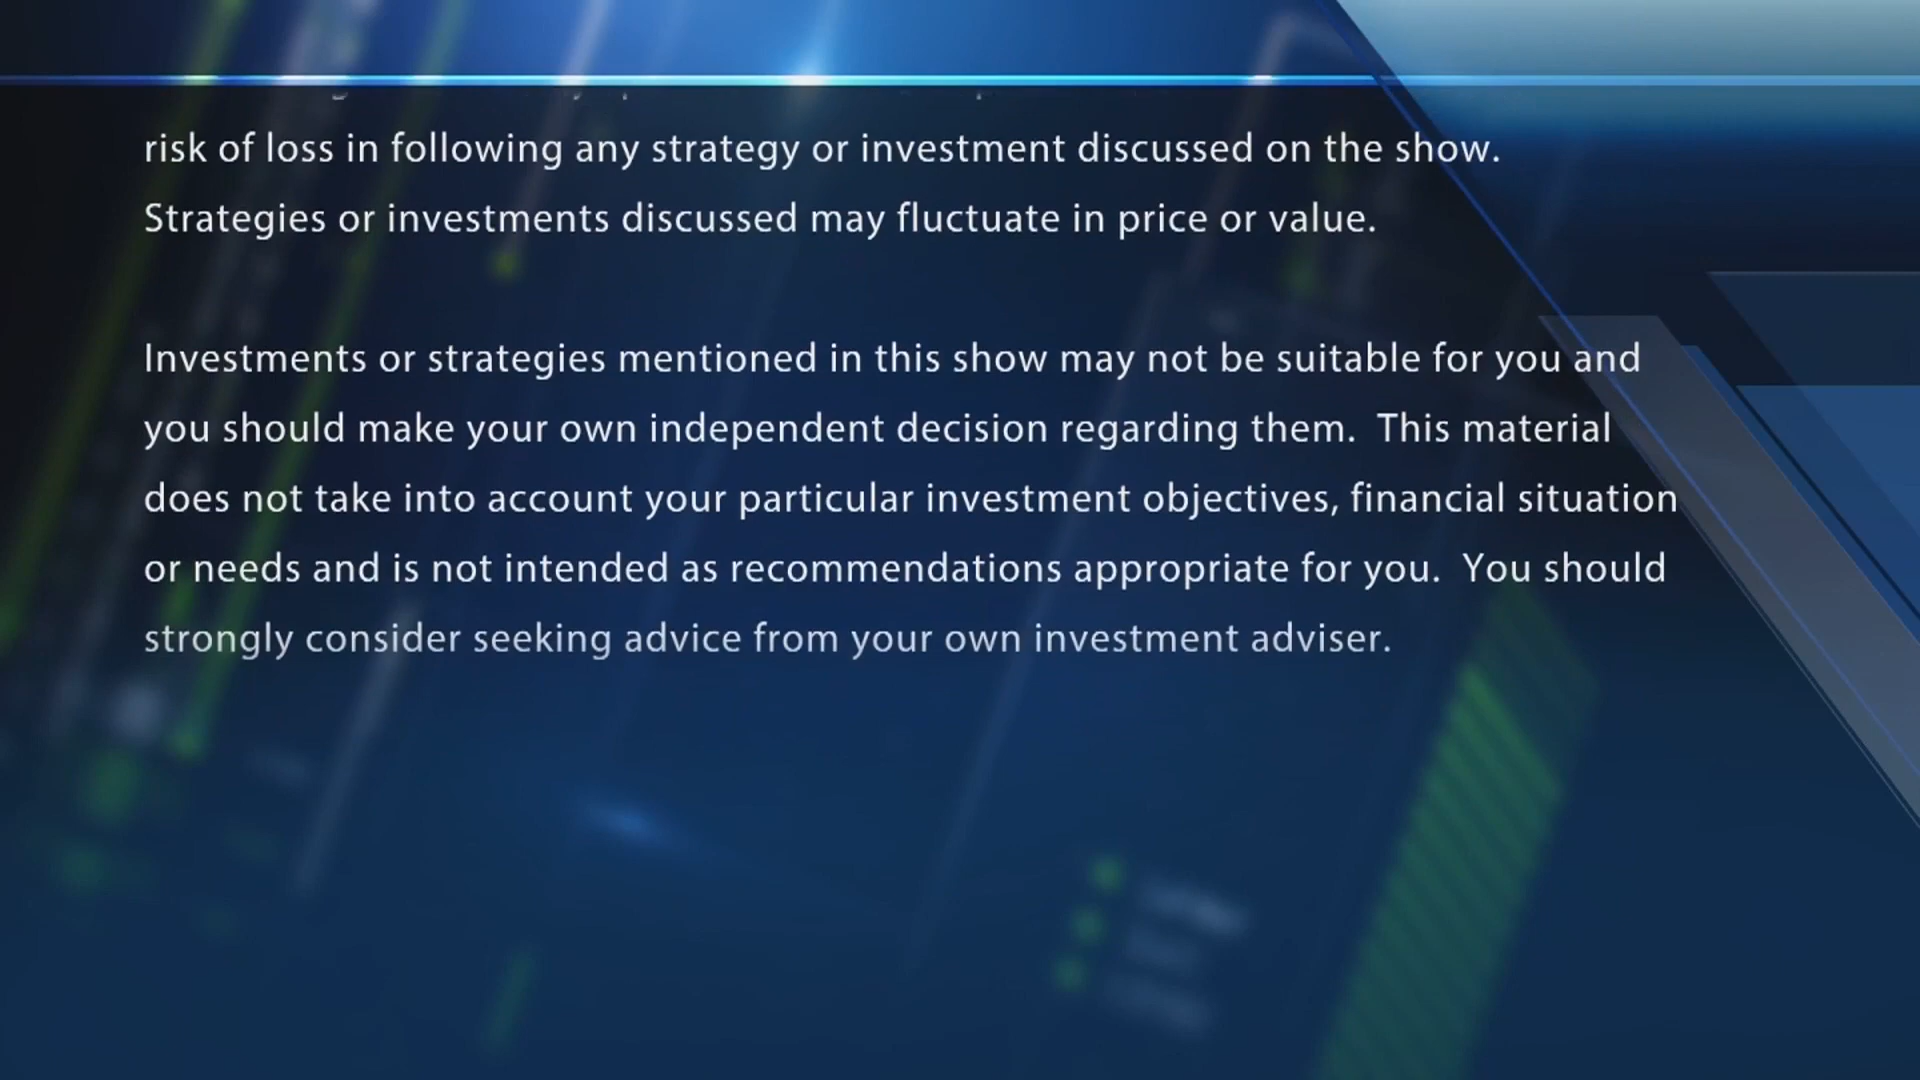 risk of loss in following any strategy or investment discussed on the show.
Strategies or investments discussed may fluctuate in price or value.
Investments or strategies mentioned in this show may not be suitable for you and
you should make your own independent decision regarding them.  This material
does not take into account your particular investment objectives, financial situation
or needs and is not intended as recommendations appropriate for you.  You should
strongly consider seeking advice from your own investment adviser.